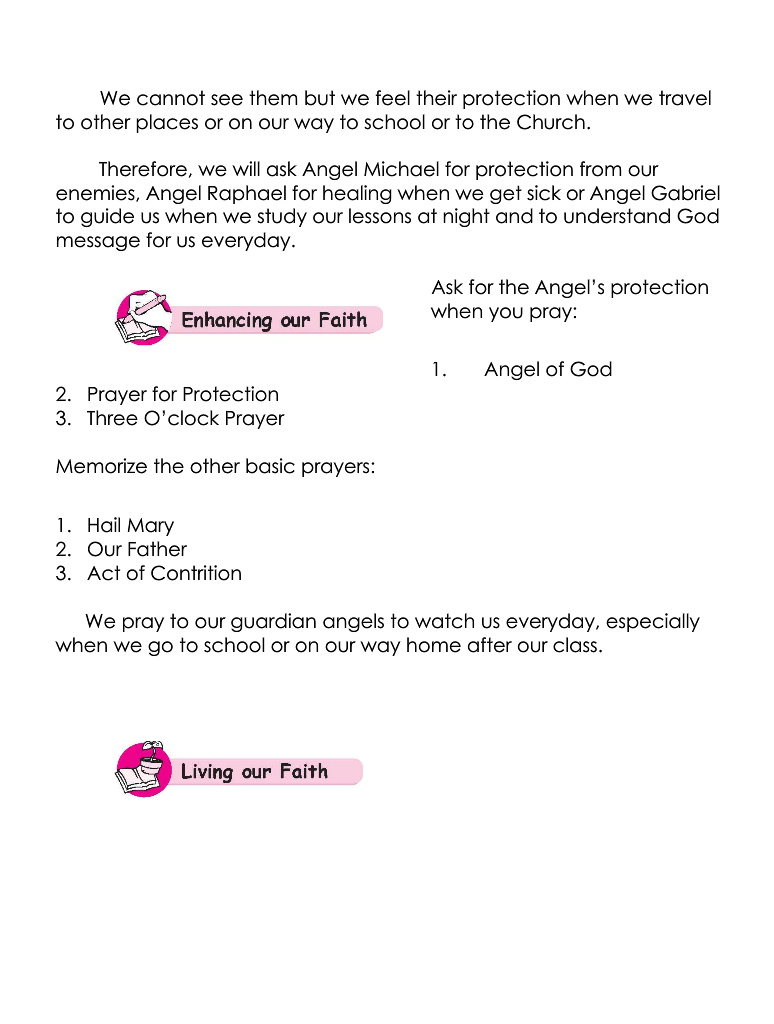 We cannot see them but we feel their protection when we travel
to other places or on our way to school or to the Church.
Therefore, we will ask Angel Michael for protection from our
enemies, Angel Raphael for healing when we get sick or Angel Gabriel
to guide us when we study our lessons at night and to understand God
message for us everyday.
Enhancing our Faith
Ask for the Angel’s protection
when you pray:
1. Angel of God
2. Prayer for Protection
3. Three O’clock Prayer
Memorize the other basic prayers:
1. Hail Mary
2. Our Father
3. Act of Contrition
We pray to our guardian angels to watch us everyday, especially
when we go to school or on our way home after our class.
Living our Faith